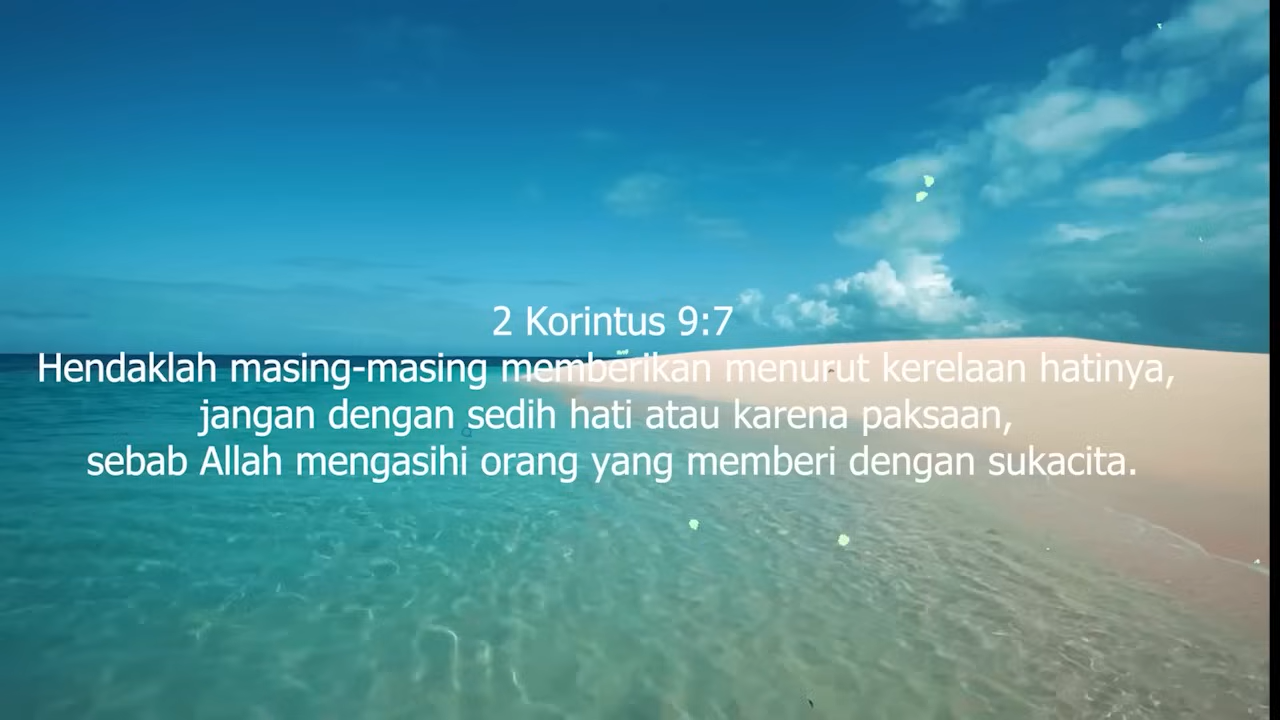 2 Korintus 9:7
Hendaklah masing-masing memberikan menurut kerelaan hatinya,
jangan dengan sedih hati atau karena paksaan,
sebab Allah mengasihi orang yang memberi dengan sukacita.